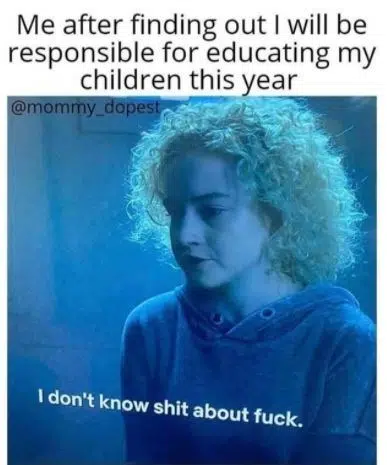 Me after finding out I will be
responsible for educating my
children this year
@mommy_dopest
I don't know shit about fuck.